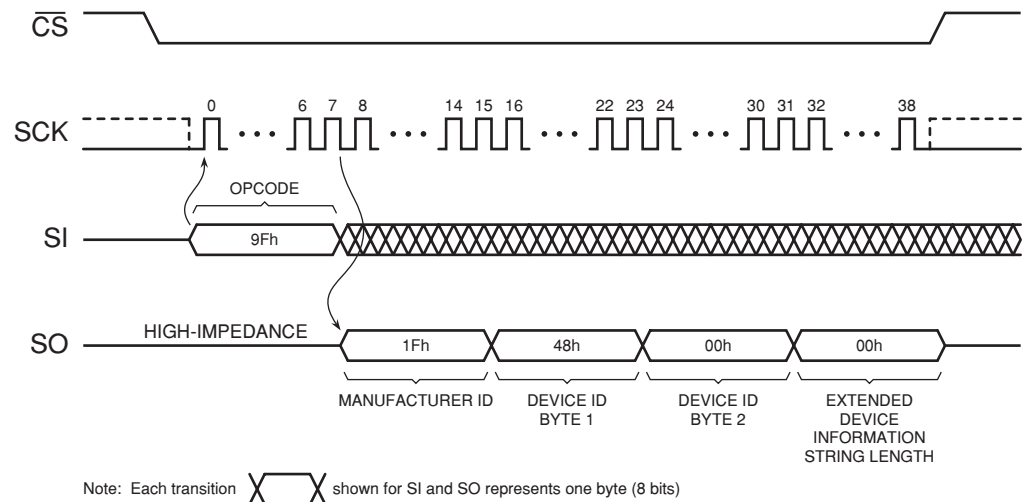 CS
0 6 7 8 14 15 16 22 23 24 30 31 32 38
SCK
OPCODE
SI
9Fh
HIGH-IMPEDANCE
SO
1Fh 48h 00h 00h
MANUFACTURER ID
DEVICE ID
BYTE 1
DEVICE ID
BYTE 2
EXTENDED
DEVICE
INFORMATION
STRING LENGTH
Note: Each transition shown for SI and SO represents one byte (8 bits)